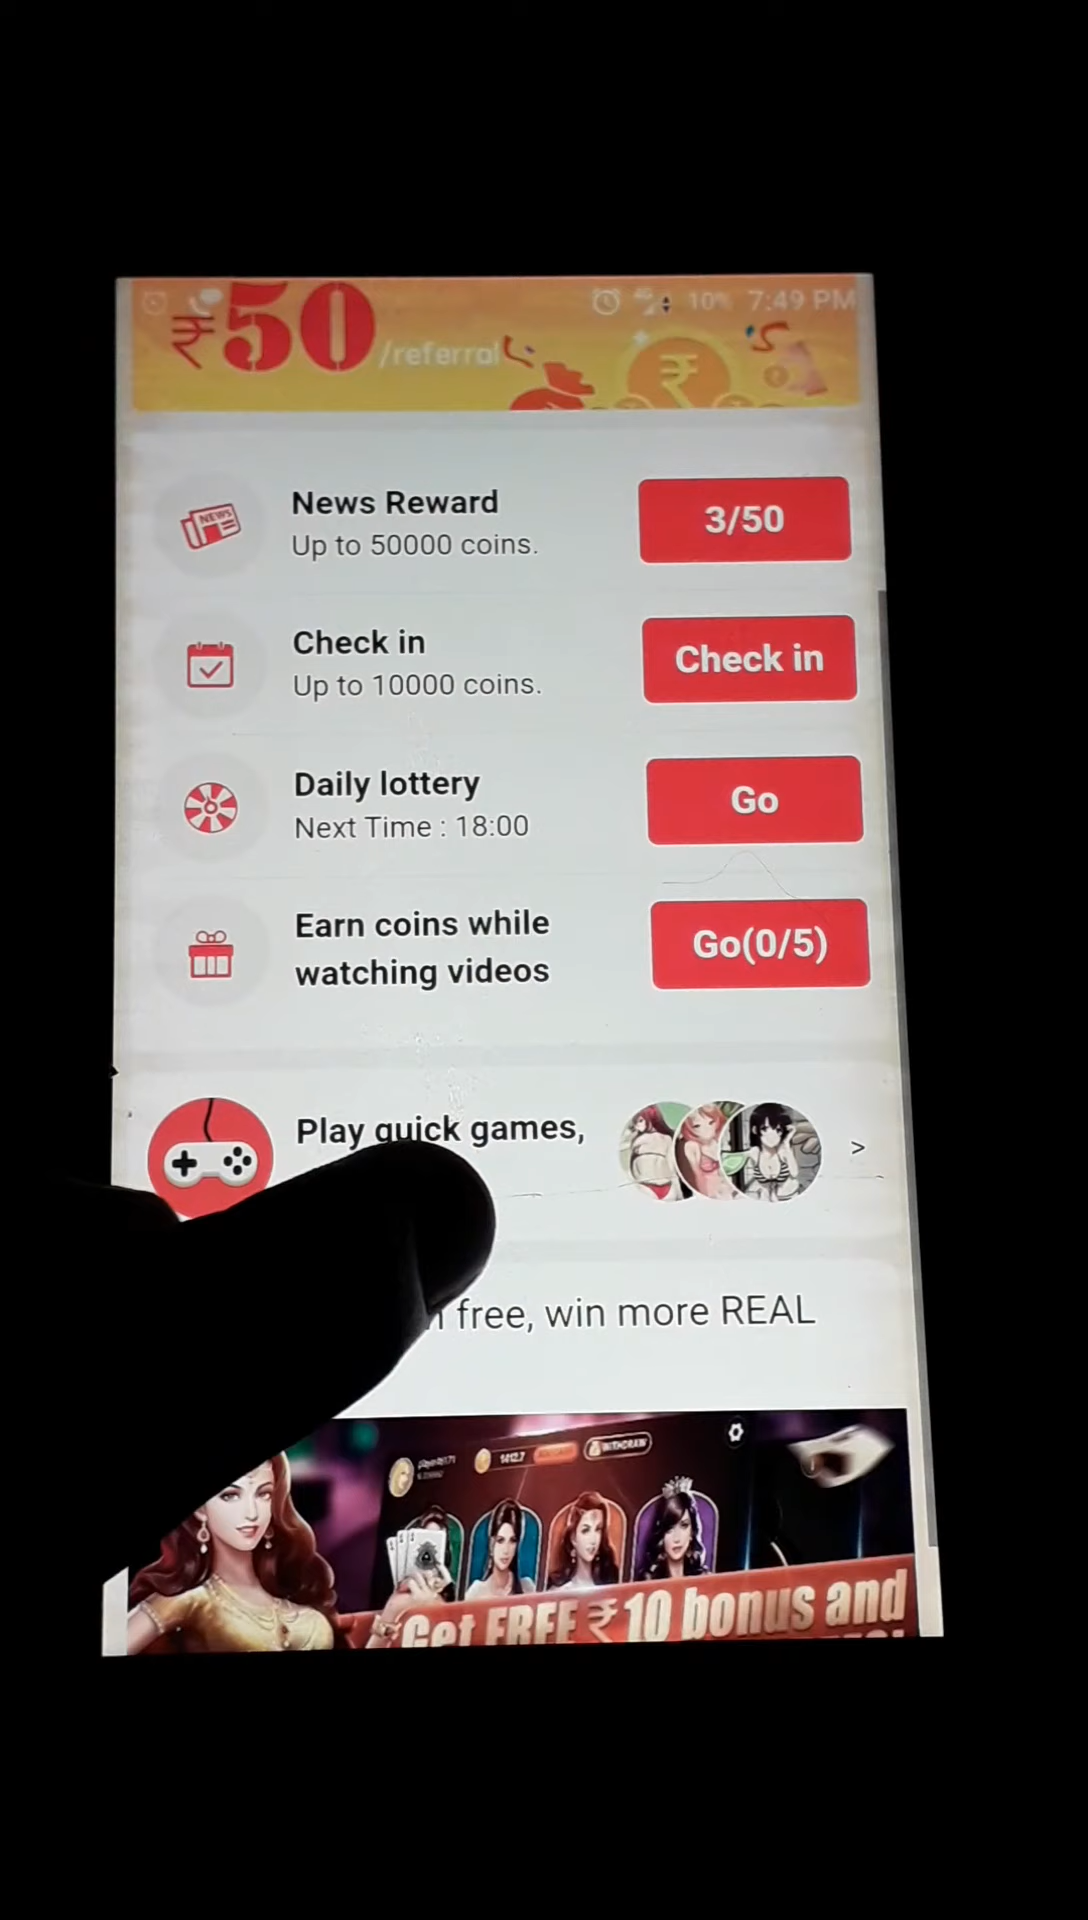 ₹50/referral
10% 7:49 PM
News Reward
Up to 50000 coins.
3/50
Check in
Up to 10000 coins.
Check in
Daily lottery
Next Time : 18:00
Go
Earn coins while
watching videos
Go(0/5)
Play quick games,
>
free, win more REAL
WITHDRAW
Get FREE ₹10 bonus and